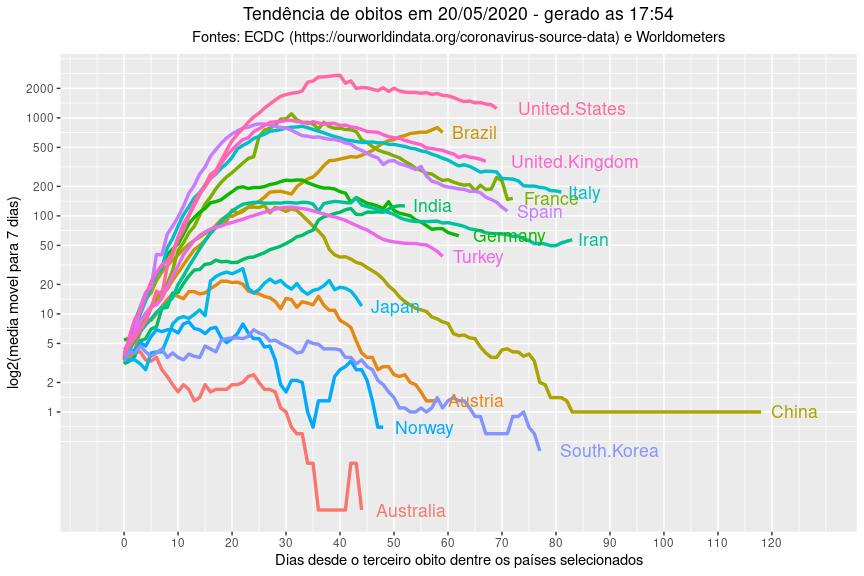 Tendência de obitos em 20/05/2020 - gerado as 17:54
Fontes: ECDC (https://ourworldindata.org/coronavirus-source-data) e Worldometers
log2(media movel para 7 dias)
2000
1000
500
200
100
50
20
10
5
2
1
United.States
Brazil
United.Kingdom
Italy
France
India
Spain
Germany
Iran
Turkey
Japan
Austria
China
Norway
South.Korea
Australia
0 10 20 30 40 50 60 70 80 90 100 110 120
Dias desde o terceiro obito dentre os países selecionados